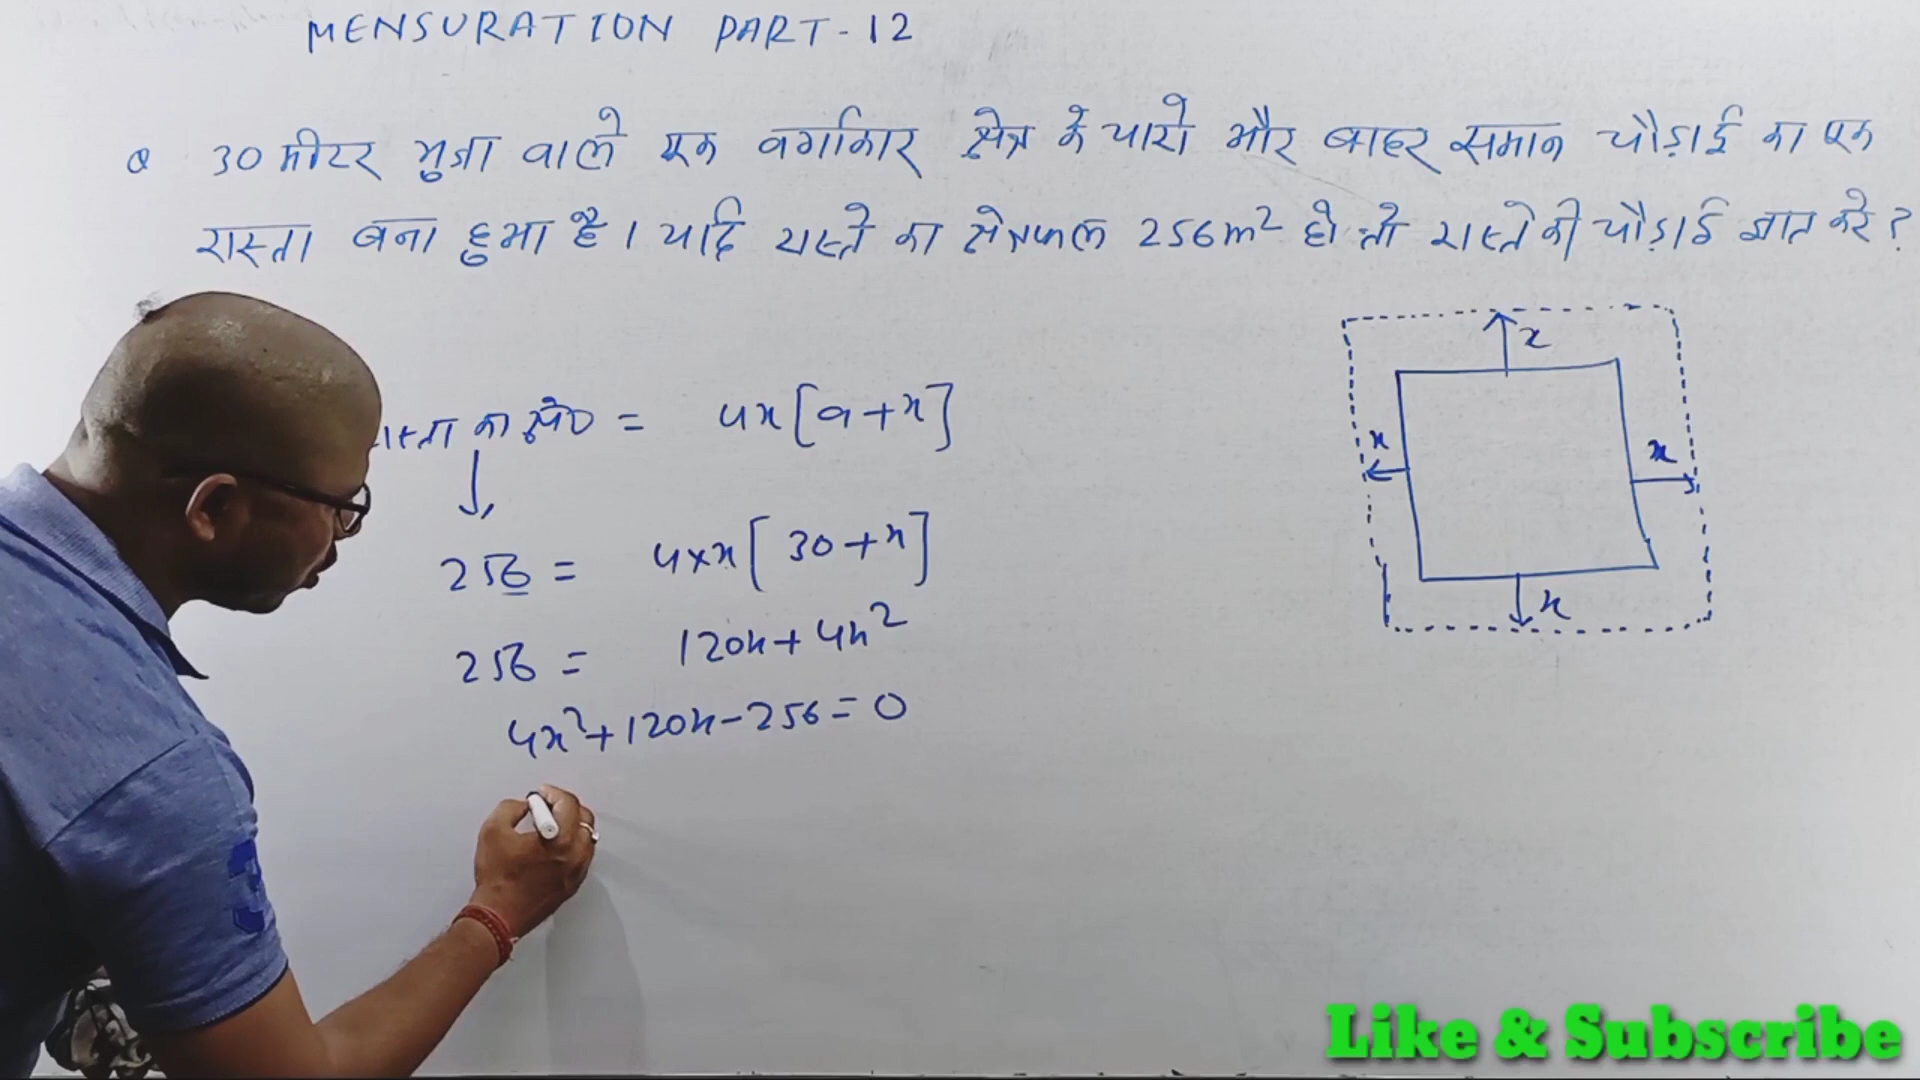 MENSURATION PART-12
Q 30 मीटर भुजा वाले एक वर्गाकार क्षेत्र के चारो और बाहर समान चौड़ाई का एक
रास्ता बना हुआ है। यदि रास्ते का क्षेत्रफल 256m² हो तो रास्ते की चौड़ाई ज्ञात करे?
का क्षे० = 4x[a+x]
256 = 4×x[30+x]
256 = 120x+4x²
4x²+120x-256=0
x
x
x
x
Like & Subscribe